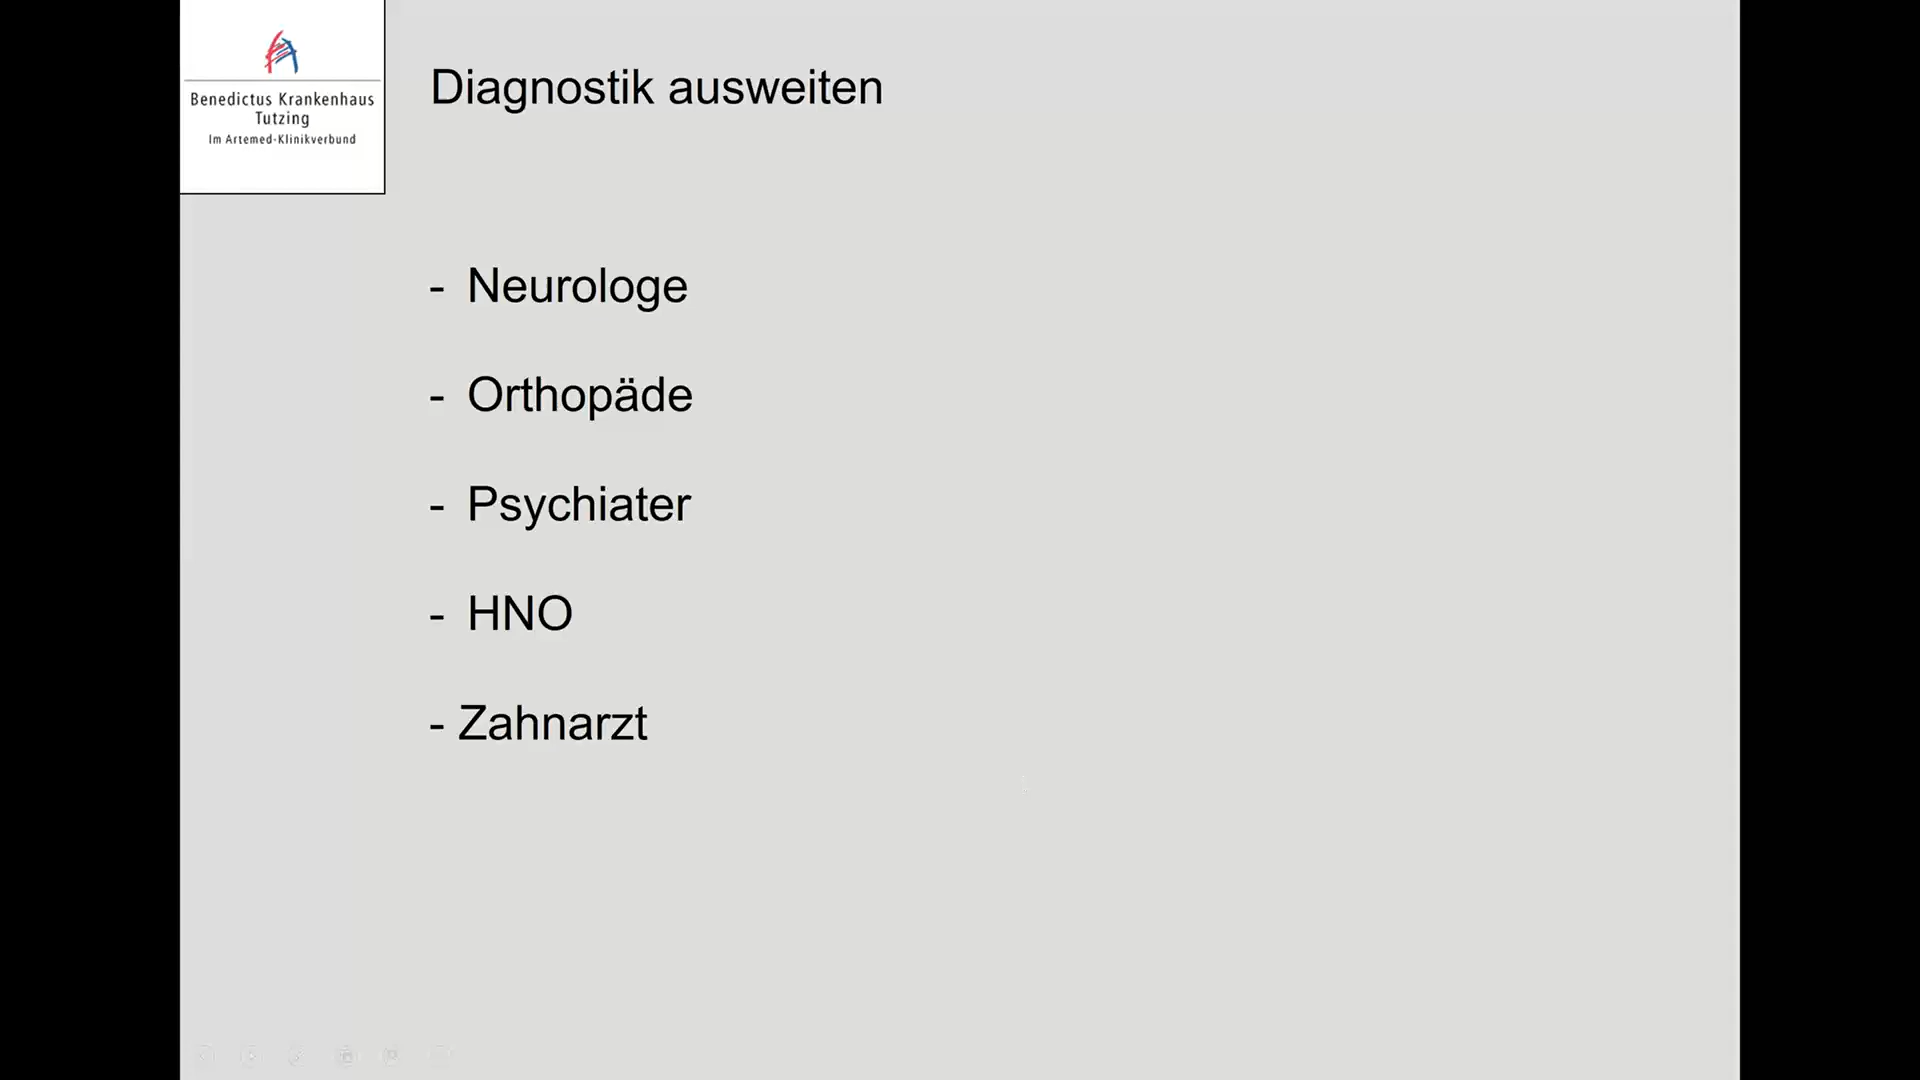 Benedictus Krankenhaus
Tutzing
Im Artemed-Klinikverbund
Diagnostik ausweiten
- Neurologe
- Orthopäde
- Psychiater
- HNO
- Zahnarzt